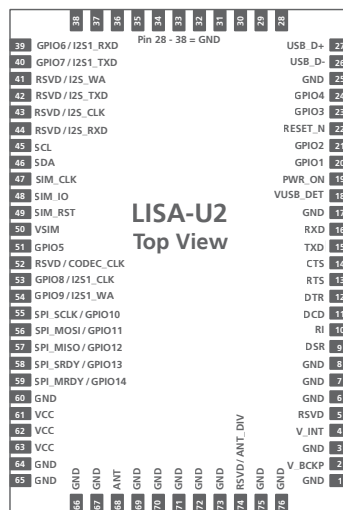 38 37 36 35 34 33 32 31 30 29 28
Pin 28 - 38 = GND
39 GPIO6 / I2S1_RXD
40 GPIO7 / I2S1_TXD
41 RSVD / I2S_WA
42 RSVD / I2S_TXD
43 RSVD / I2S_CLK
44 RSVD / I2S_RXD
45 SCL
46 SDA
47 SIM_CLK
48 SIM_IO
49 SIM_RST
50 VSIM
51 GPIO5
52 RSVD / CODEC_CLK
53 GPIO8 / I2S1_CLK
54 GPIO9 / I2S1_WA
55 SPI_SCLK / GPIO10
56 SPI_MOSI / GPIO11
57 SPI_MISO / GPIO12
58 SPI_SRDY / GPIO13
59 SPI_MRDY / GPIO14
60 GND
61 VCC
62 VCC
63 VCC
64 GND
65 GND
LISA-U2
Top View
USB_D+ 27
USB_D- 26
GND 25
GPIO4 24
GPIO3 23
RESET_N 22
GPIO2 21
GPIO1 20
PWR_ON 19
VUSB_DET 18
GND 17
RXD 16
TXD 15
CTS 14
RTS 13
DTR 12
DCD 11
RI 10
DSR 9
GND 8
GND 7
GND 6
RSVD 5
V_INT 4
GND 3
V_BCKP 2
GND 1
GND 66
GND 67
ANT 68
GND 69
GND 70
GND 71
GND 72
GND 73
RSVD / ANT_DIV 74
GND 75
GND 76